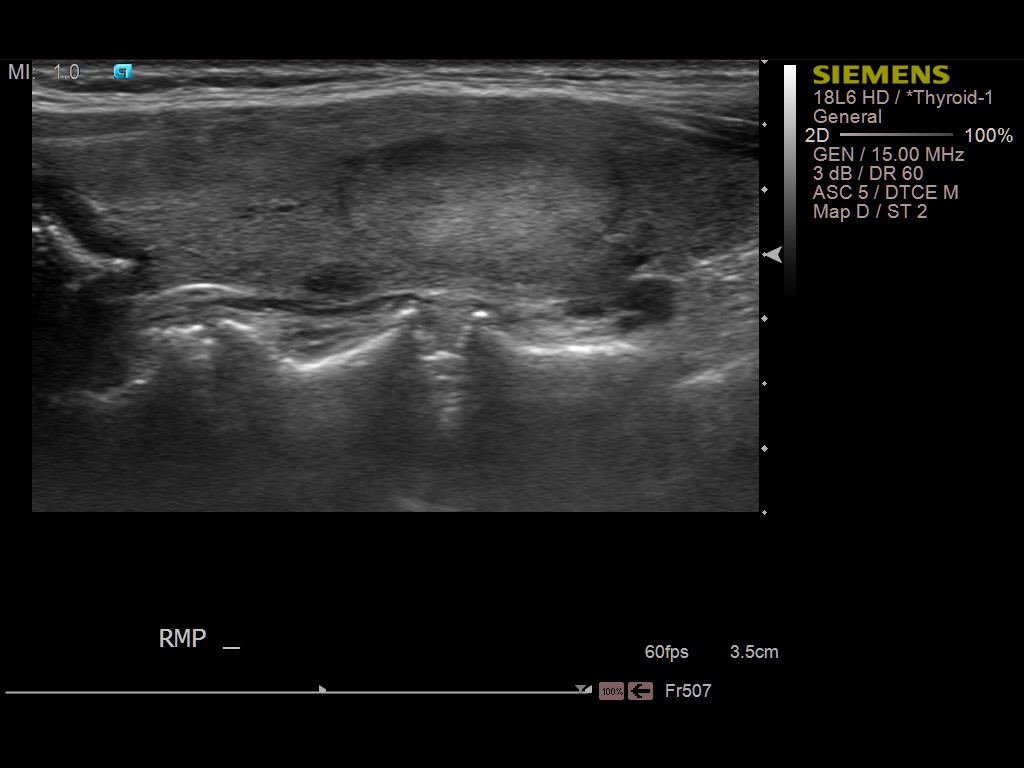 MI: 1.0
SIEMENS
18L6 HD / *Thyroid-1
General
2D 100%
GEN / 15.00 MHz
3 dB / DR 60
ASC 5 / DTCE M
Map D / ST 2
RMP _
60fps 3.5cm
100% Fr507